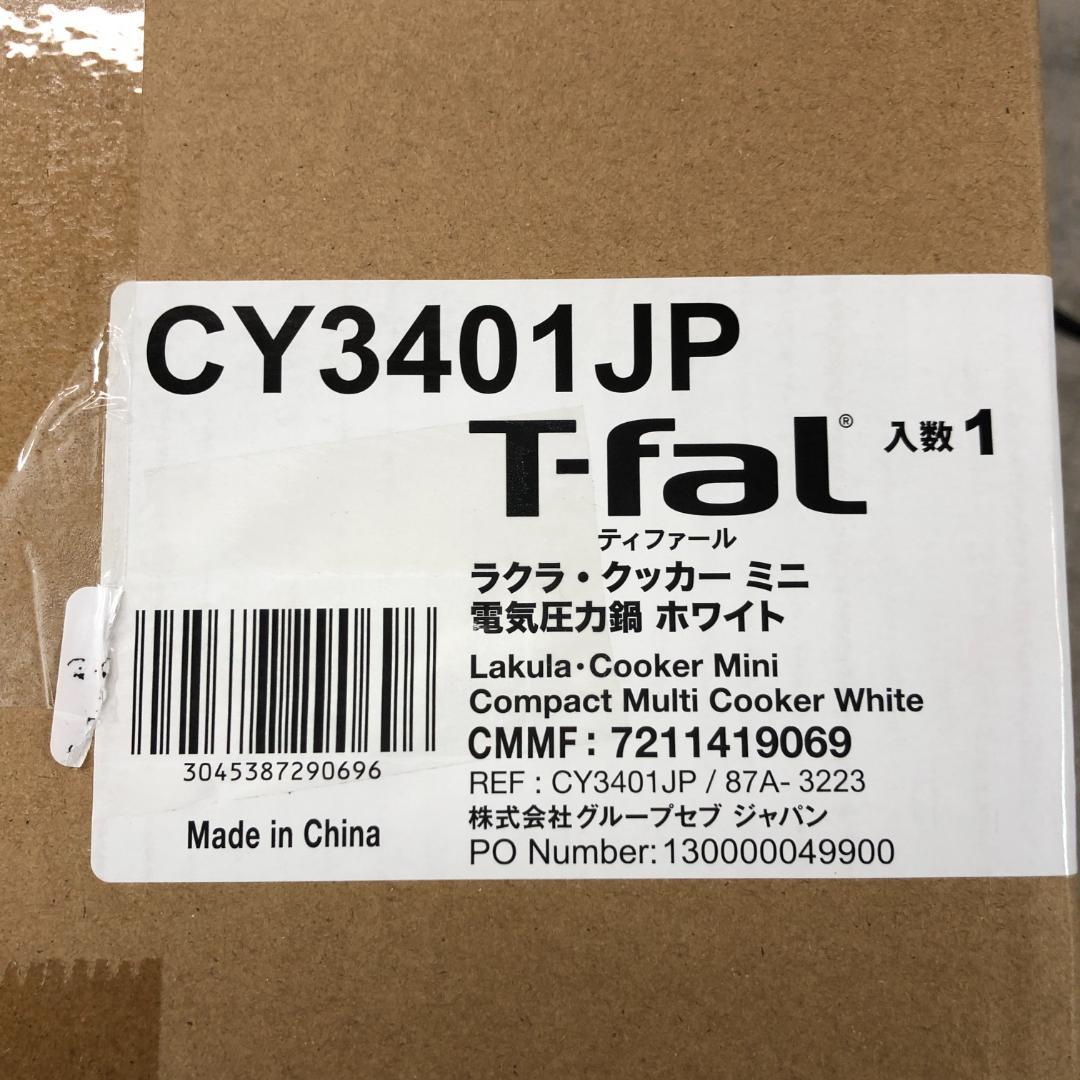 CY3401JP
T-fal® 入数 1
ティファール
ラクラ・クッカー ミニ
電気圧力鍋 ホワイト
Lakula・Cooker Mini
Compact Multi Cooker White
CMMF : 7211419069
3045387290696
REF : CY3401JP / 87A- 3223
株式会社グループセブ ジャパン
Made in China
PO Number: 130000049900